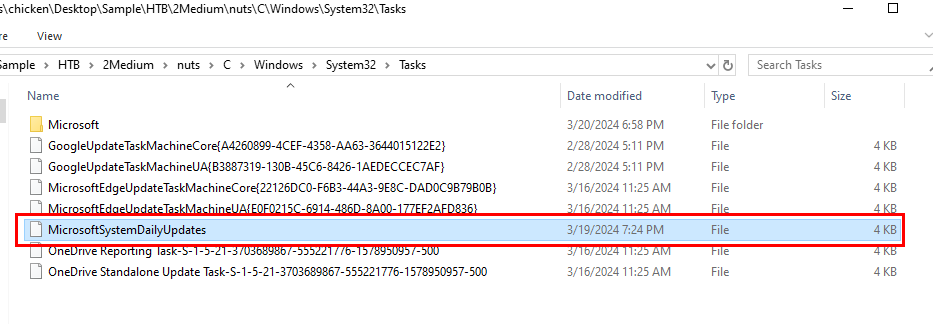 s\chicken\Desktop\Sample\HTB\2Medium\nuts\C\Windows\System32\Tasks
re View
Sample > HTB > 2Medium > nuts > C > Windows > System32 > Tasks Search Tasks
Name Date modified Type Size
Microsoft 3/20/2024 6:58 PM File folder
GoogleUpdateTaskMachineCore{A4260899-4CEF-4358-AA63-3644015122E2} 2/28/2024 5:11 PM File 4 KB
GoogleUpdateTaskMachineUA{B3887319-130B-45C6-8426-1AEDECCEC7AF} 2/28/2024 5:11 PM File 4 KB
MicrosoftEdgeUpdateTaskMachineCore{22126DC0-F6B3-44A3-9E8C-DAD0C9B79B0B} 3/16/2024 11:25 AM File 4 KB
MicrosoftEdgeUpdateTaskMachineUA{E0F0215C-6914-486D-8A00-177EF2AFD836} 3/16/2024 11:25 AM File 4 KB
MicrosoftSystemDailyUpdates 3/19/2024 7:24 PM File 4 KB
OneDrive Reporting Task-S-1-5-21-3703689867-555221776-1578950957-500 3/16/2024 11:25 AM File 4 KB
OneDrive Standalone Update Task-S-1-5-21-3703689867-555221776-1578950957-500 3/16/2024 11:25 AM File 4 KB